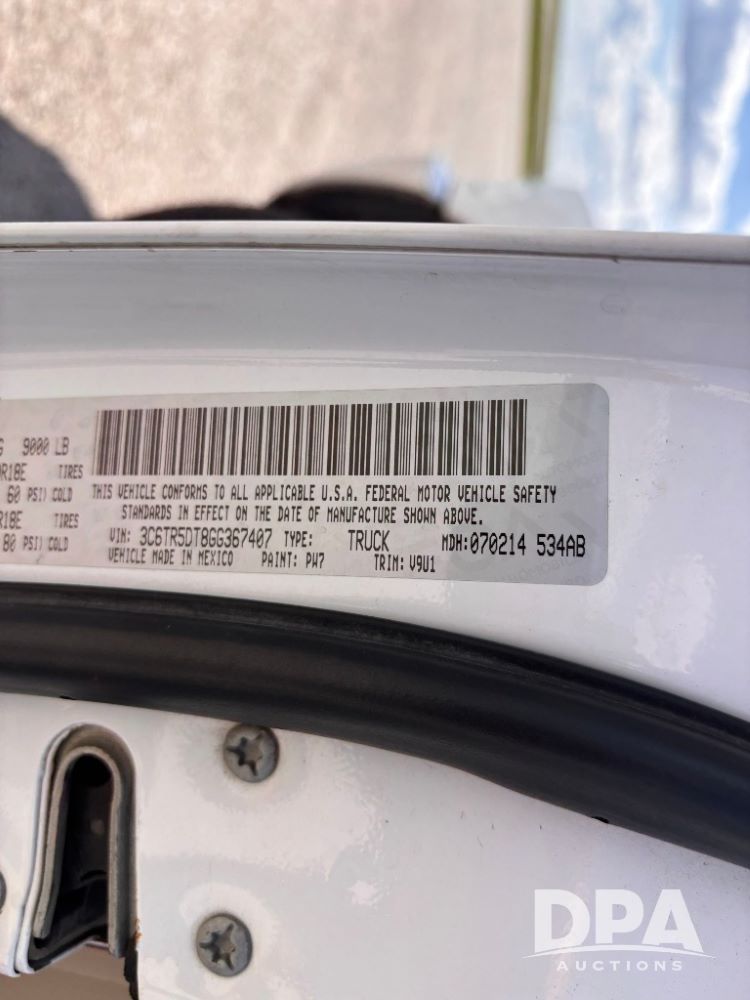 G 9000 LB
R18E TIRES
60 PSI) COLD
R18E TIRES
80 PSI) COLD
THIS VEHICLE CONFORMS TO ALL APPLICABLE U.S.A. FEDERAL MOTOR VEHICLE SAFETY
STANDARDS IN EFFECT ON THE DATE OF MANUFACTURE SHOWN ABOVE.
VIN: 3C6TR5DT8GG367407 TYPE: TRUCK MDH:070214 534AB
VEHICLE MADE IN MEXICO PAINT: PW7 TRIM: V9U1
DPA
AUCTIONS